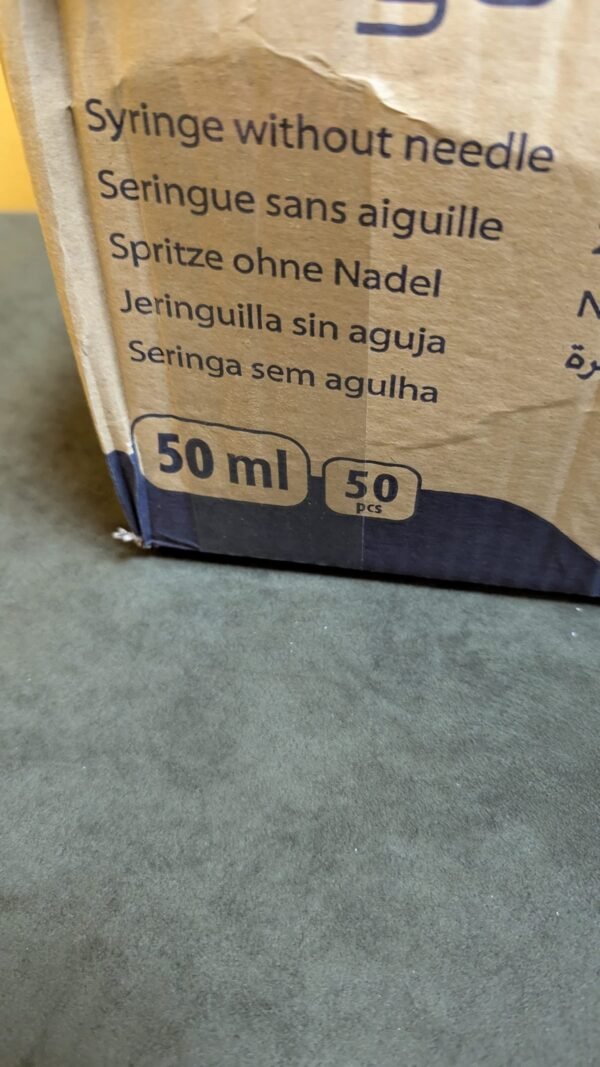 Syringe without needle
Seringue sans aiguille
Spritze ohne Nadel
Jeringuilla sin aguja
Seringa sem agulha
50 ml
50
pcs